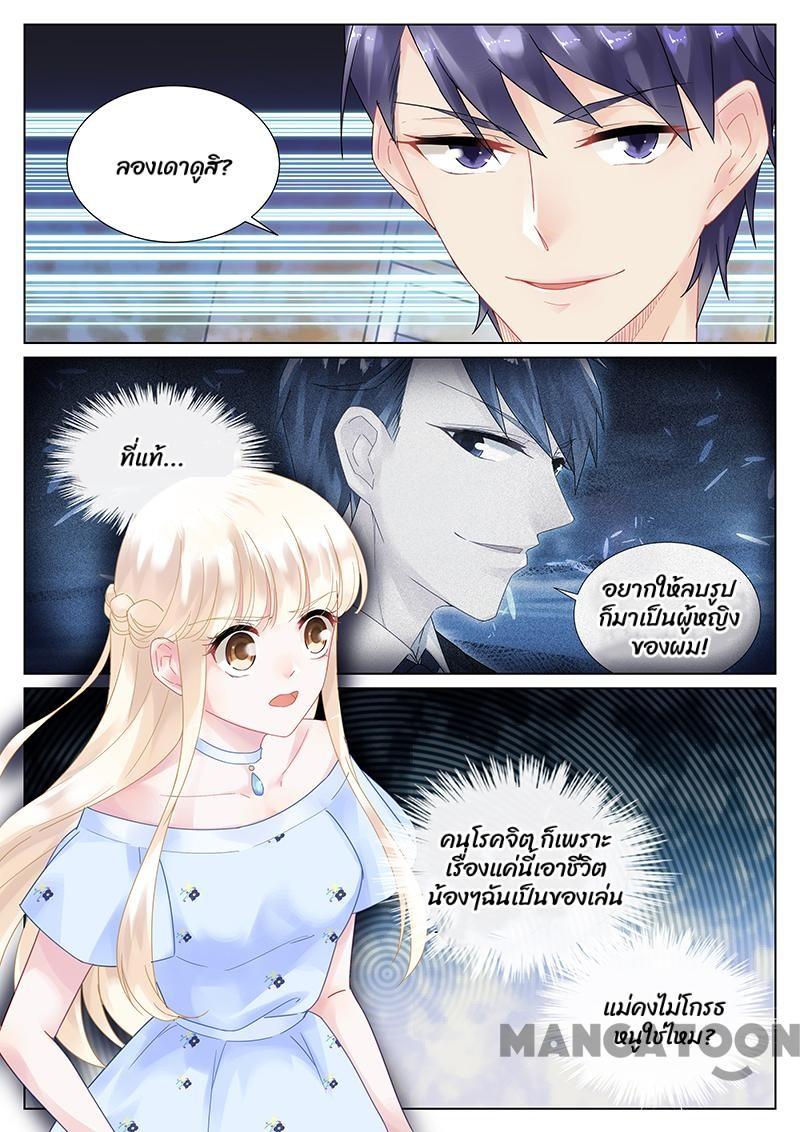 ลองเดาดูสิ?
ที่แท้...
อยากให้ลบรูป
ก็มาเป็นผู้หญิง
ของผม!
คนโรคจิต ก็เพราะ
เรื่องแค่นี้เอาชีวิต
น้องๆฉันเป็นของเล่น
แม่คงไม่โกรธ
หนูใช่ไหม?
MANGATOON